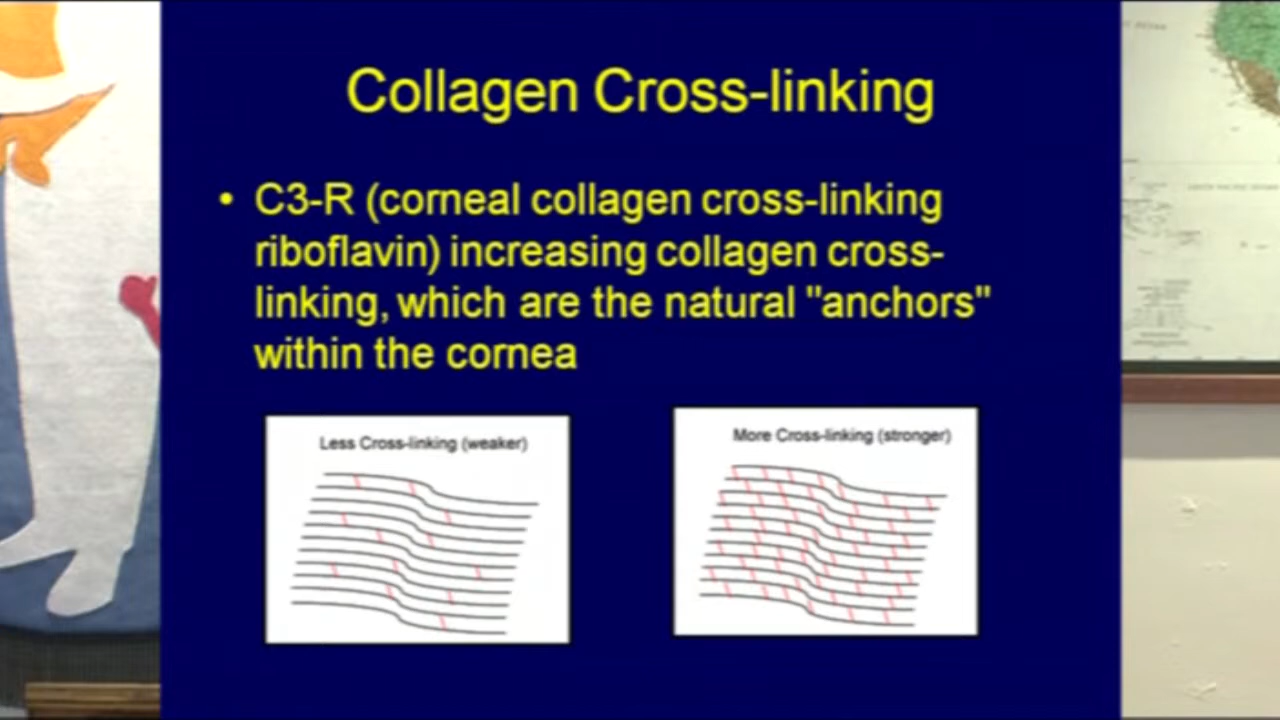 Collagen Cross-linking
• C3-R (corneal collagen cross-linking
riboflavin) increasing collagen cross-
linking, which are the natural "anchors"
within the cornea
Less Cross-linking (weaker)
More Cross-linking (stronger)